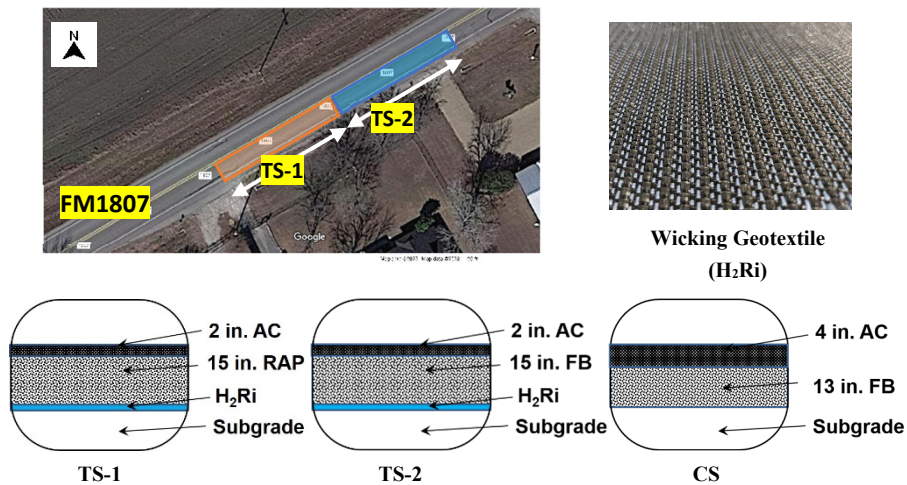 N
TS-2
TS-1
FM1807
Google
Wicking Geotextile
(H₂Ri)
2 in. AC
15 in. RAP
H₂Ri
Subgrade
TS-1
2 in. AC
15 in. FB
H₂Ri
Subgrade
TS-2
4 in. AC
13 in. FB
Subgrade
CS